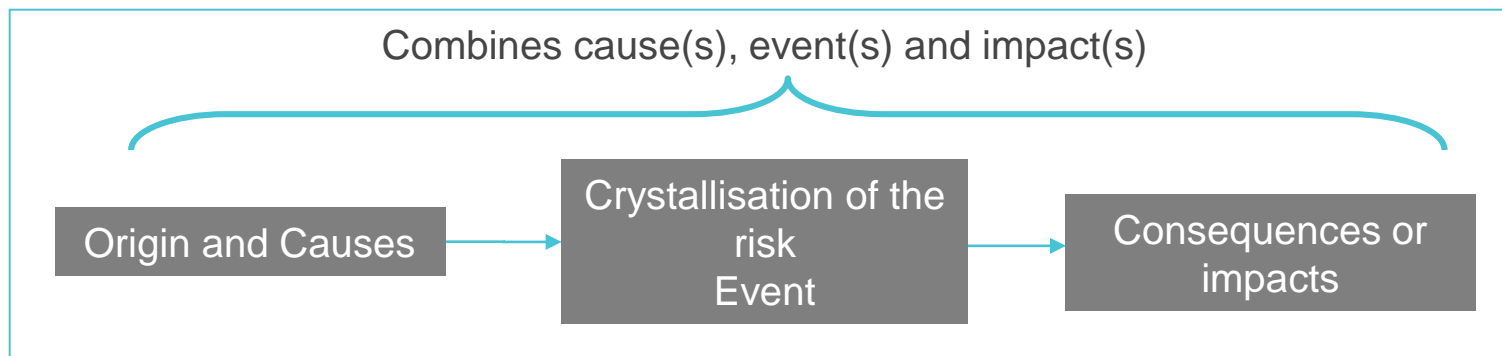 Combines cause(s), event(s) and impact(s)
Origin and Causes
Crystallisation of the
risk
Event
Consequences or
impacts